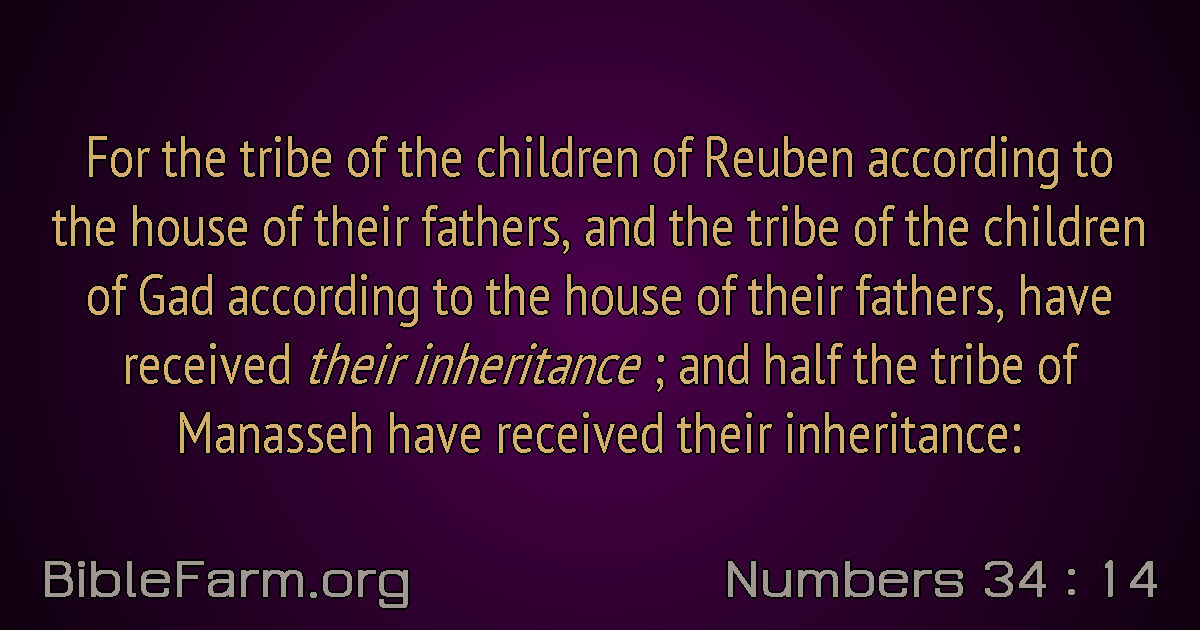 For the tribe of the children of Reuben according to
the house of their fathers, and the tribe of the children
of Gad according to the house of their fathers, have
received their inheritance ; and half the tribe of
Manasseh have received their inheritance:
BibleFarm.org
Numbers 34 : 14